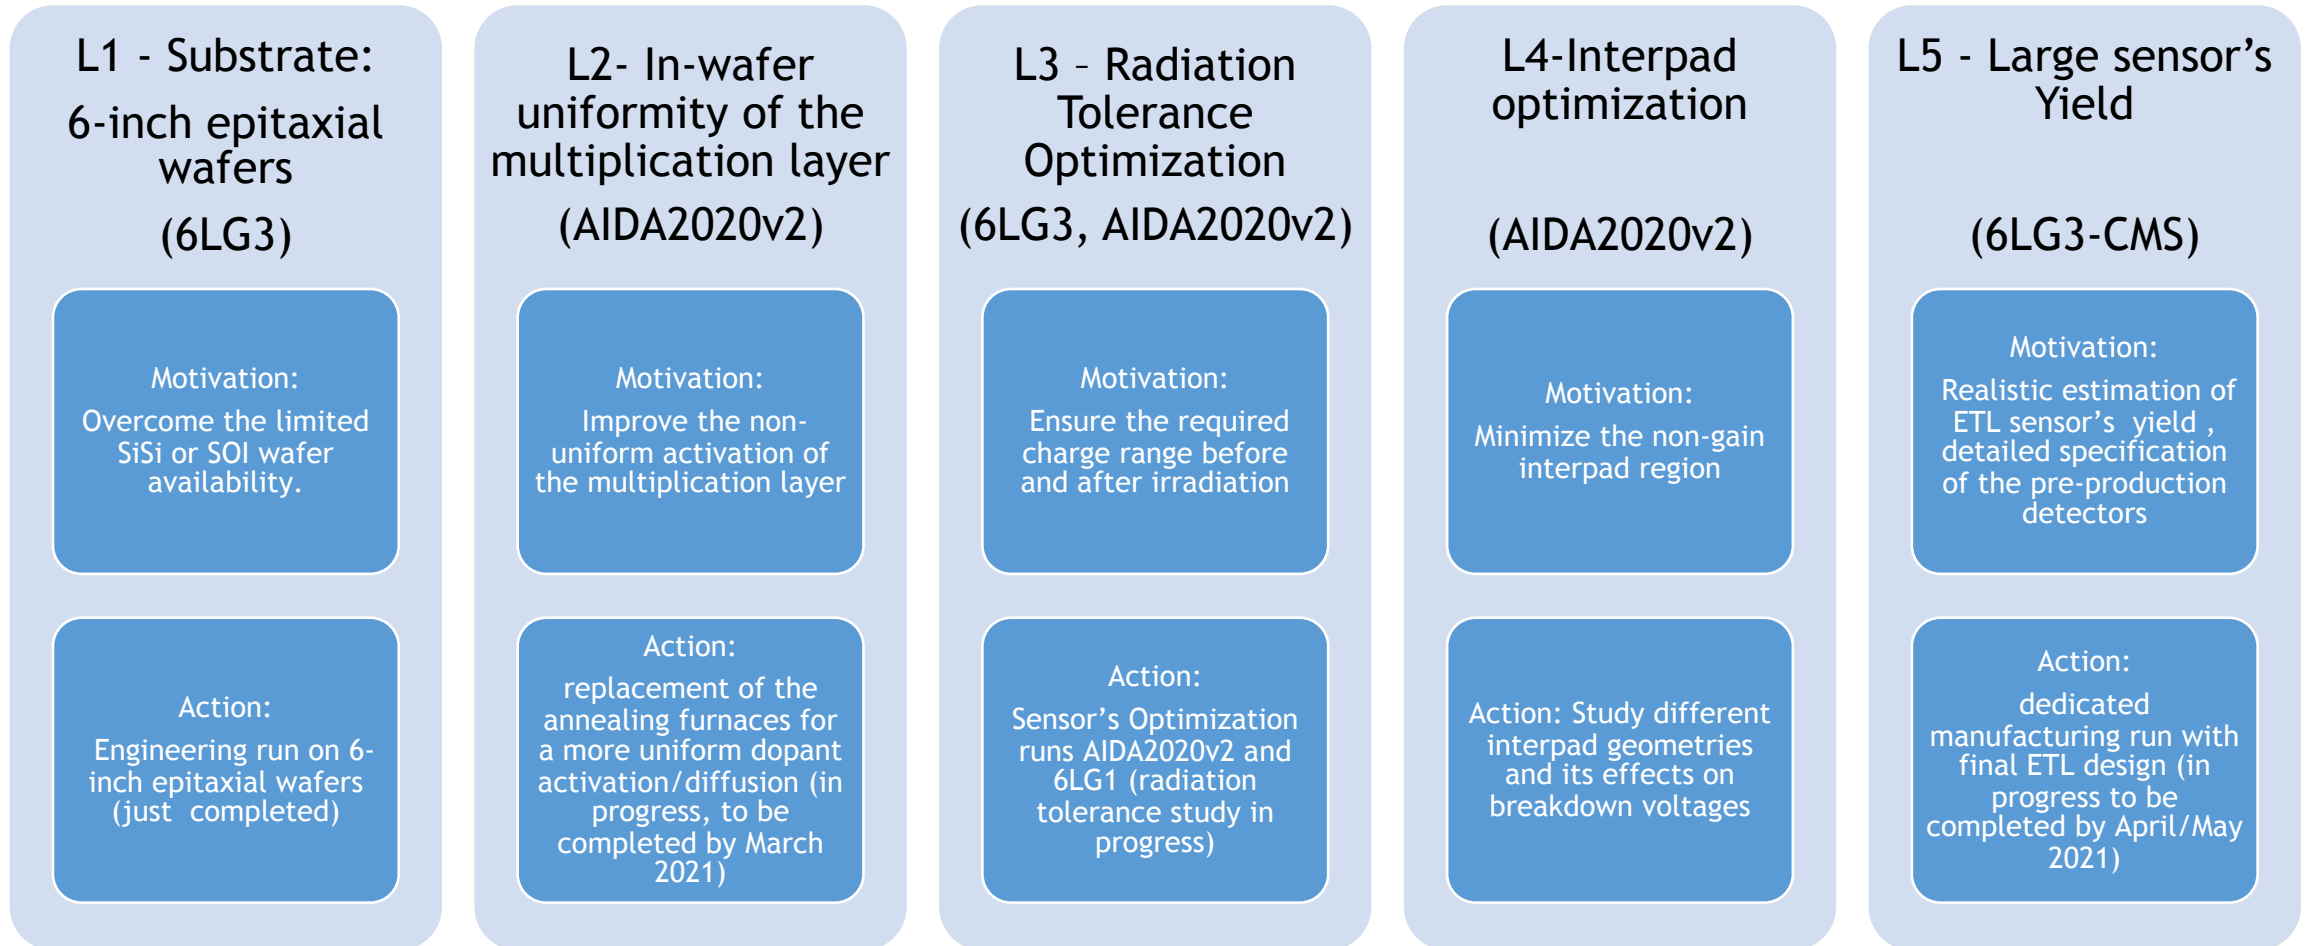 L1 - Substrate:
6-inch epitaxial
wafers
(6LG3)
Motivation:
Overcome the limited
SiSi or SOI wafer
availability.
Action:
Engineering run on 6-
inch epitaxial wafers
(just completed)
L2- In-wafer
uniformity of the
multiplication layer
(AIDA2020v2)
Motivation:
Improve the non-
uniform activation of
the multiplication layer
Action:
replacement of the
annealing furnaces for
a more uniform dopant
activation/diffusion (in
progress, to be
completed by March
2021)
L3 – Radiation
Tolerance
Optimization
(6LG3, AIDA2020v2)
Motivation:
Ensure the required
charge range before
and after irradiation
Action:
Sensor’s Optimization
runs AIDA2020v2 and
6LG1 (radiation
tolerance study in
progress)
L4-Interpad
optimization
(AIDA2020v2)
Motivation:
Minimize the non-gain
interpad region
Action: Study different
interpad geometries
and its effects on
breakdown voltages
L5 - Large sensor’s
Yield
(6LG3-CMS)
Motivation:
Realistic estimation of
ETL sensor’s yield ,
detailed specification
of the pre-production
detectors
Action:
dedicated
manufacturing run with
final ETL design (in
progress to be
completed by April/May
2021)